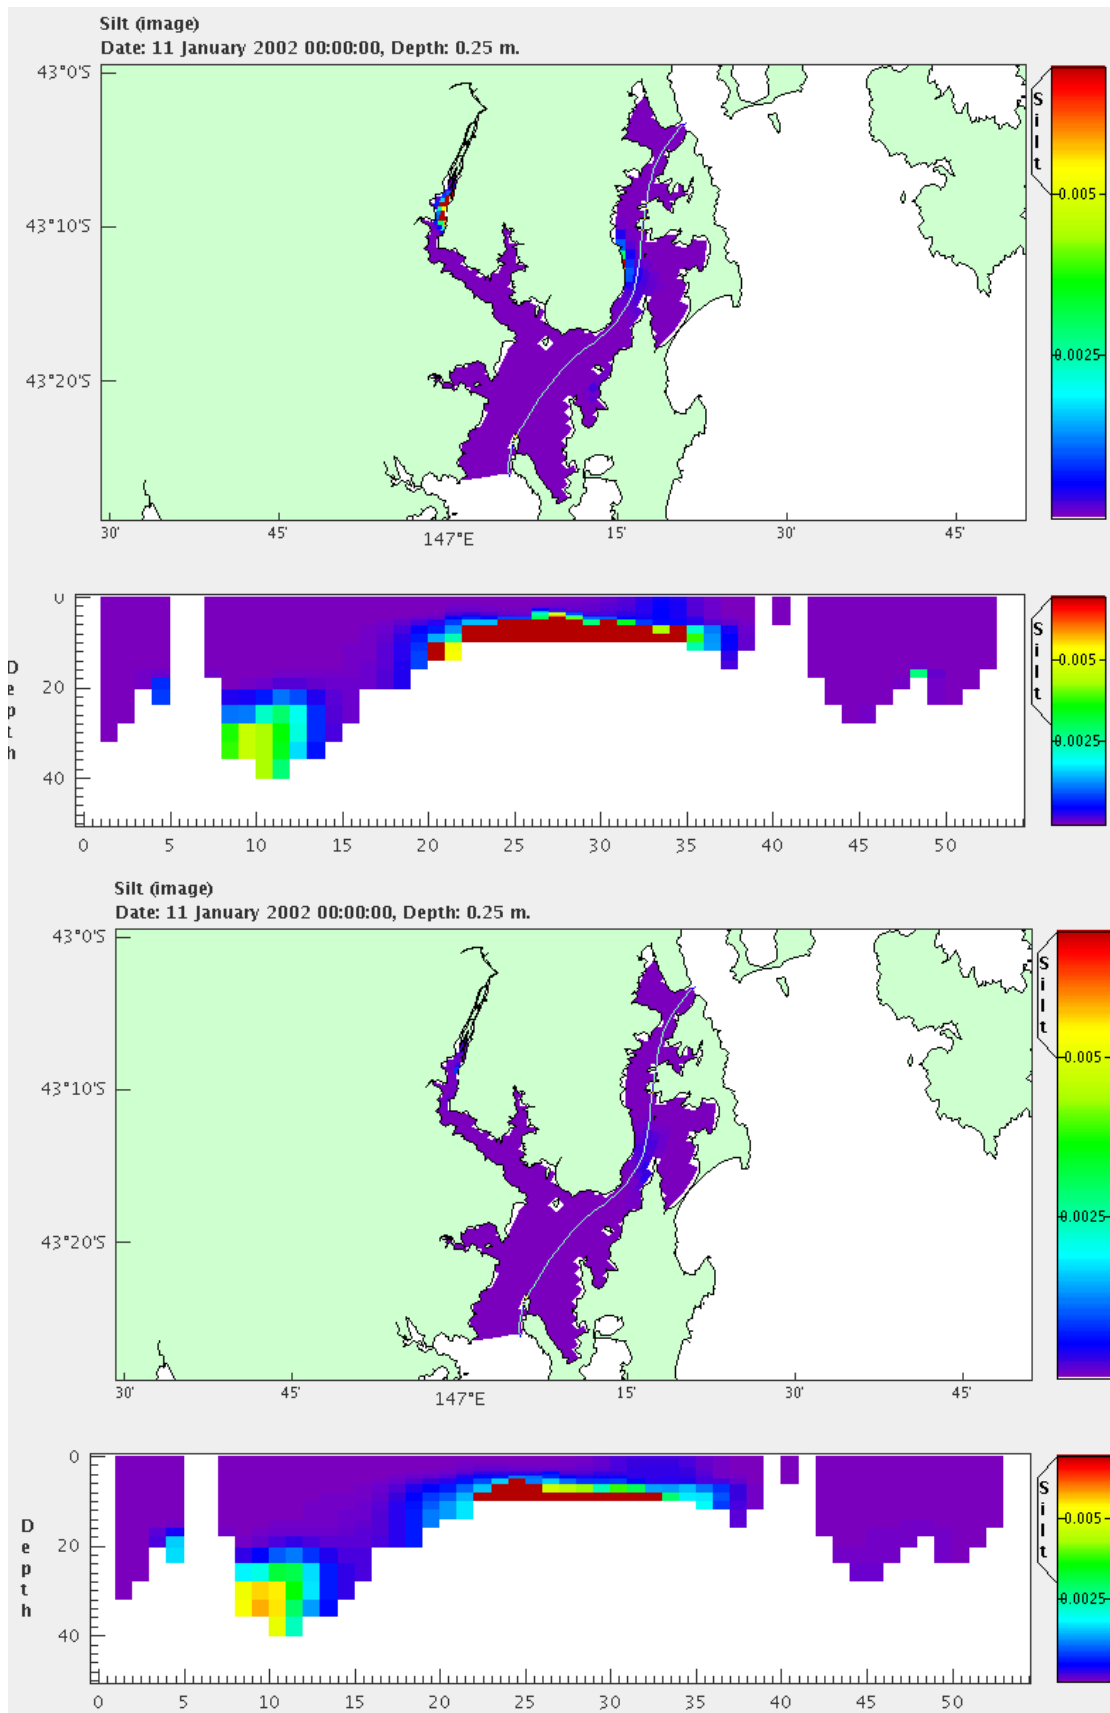 Silt (image)
Date: 11 January 2002 00:00:00, Depth: 0.25 m.
43°0'S
43°10'S
43°20'S
30' 45' 147°E 15' 30' 45'
Silt
0.005
0.0025
0
20
40
Depth
0 5 10 15 20 25 30 35 40 45 50
Silt
0.005
0.0025
Silt (image)
Date: 11 January 2002 00:00:00, Depth: 0.25 m.
43°0'S
43°10'S
43°20'S
30' 45' 147°E 15' 30' 45'
Silt
0.005
0.0025
0
20
40
Depth
0 5 10 15 20 25 30 35 40 45 50
Silt
0.005
0.0025